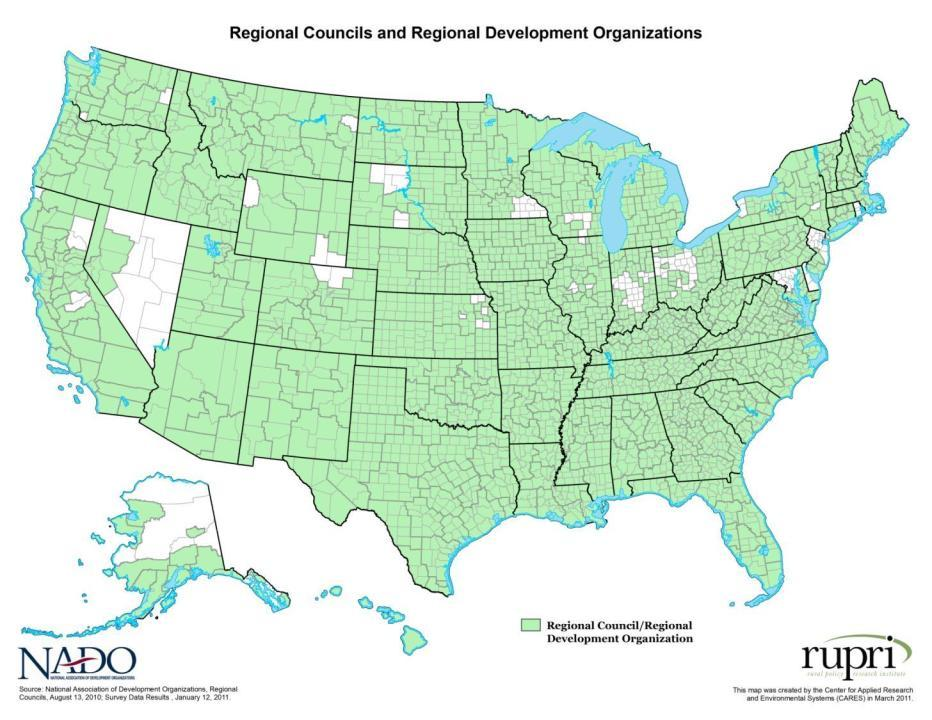 Regional Councils and Regional Development Organizations
Regional Council/Regional
Development Organization
NADO
NATIONAL ASSOCIATION OF DEVELOPMENT ORGANIZATIONS
Source: National Association of Development Organizations, Regional
Councils, August 13, 2010; Survey Data Results , January 12, 2011.
rupri
rural policy research institute
This map was created by the Center for Applied Research
and Environmental Systems (CARES) in March 2011.